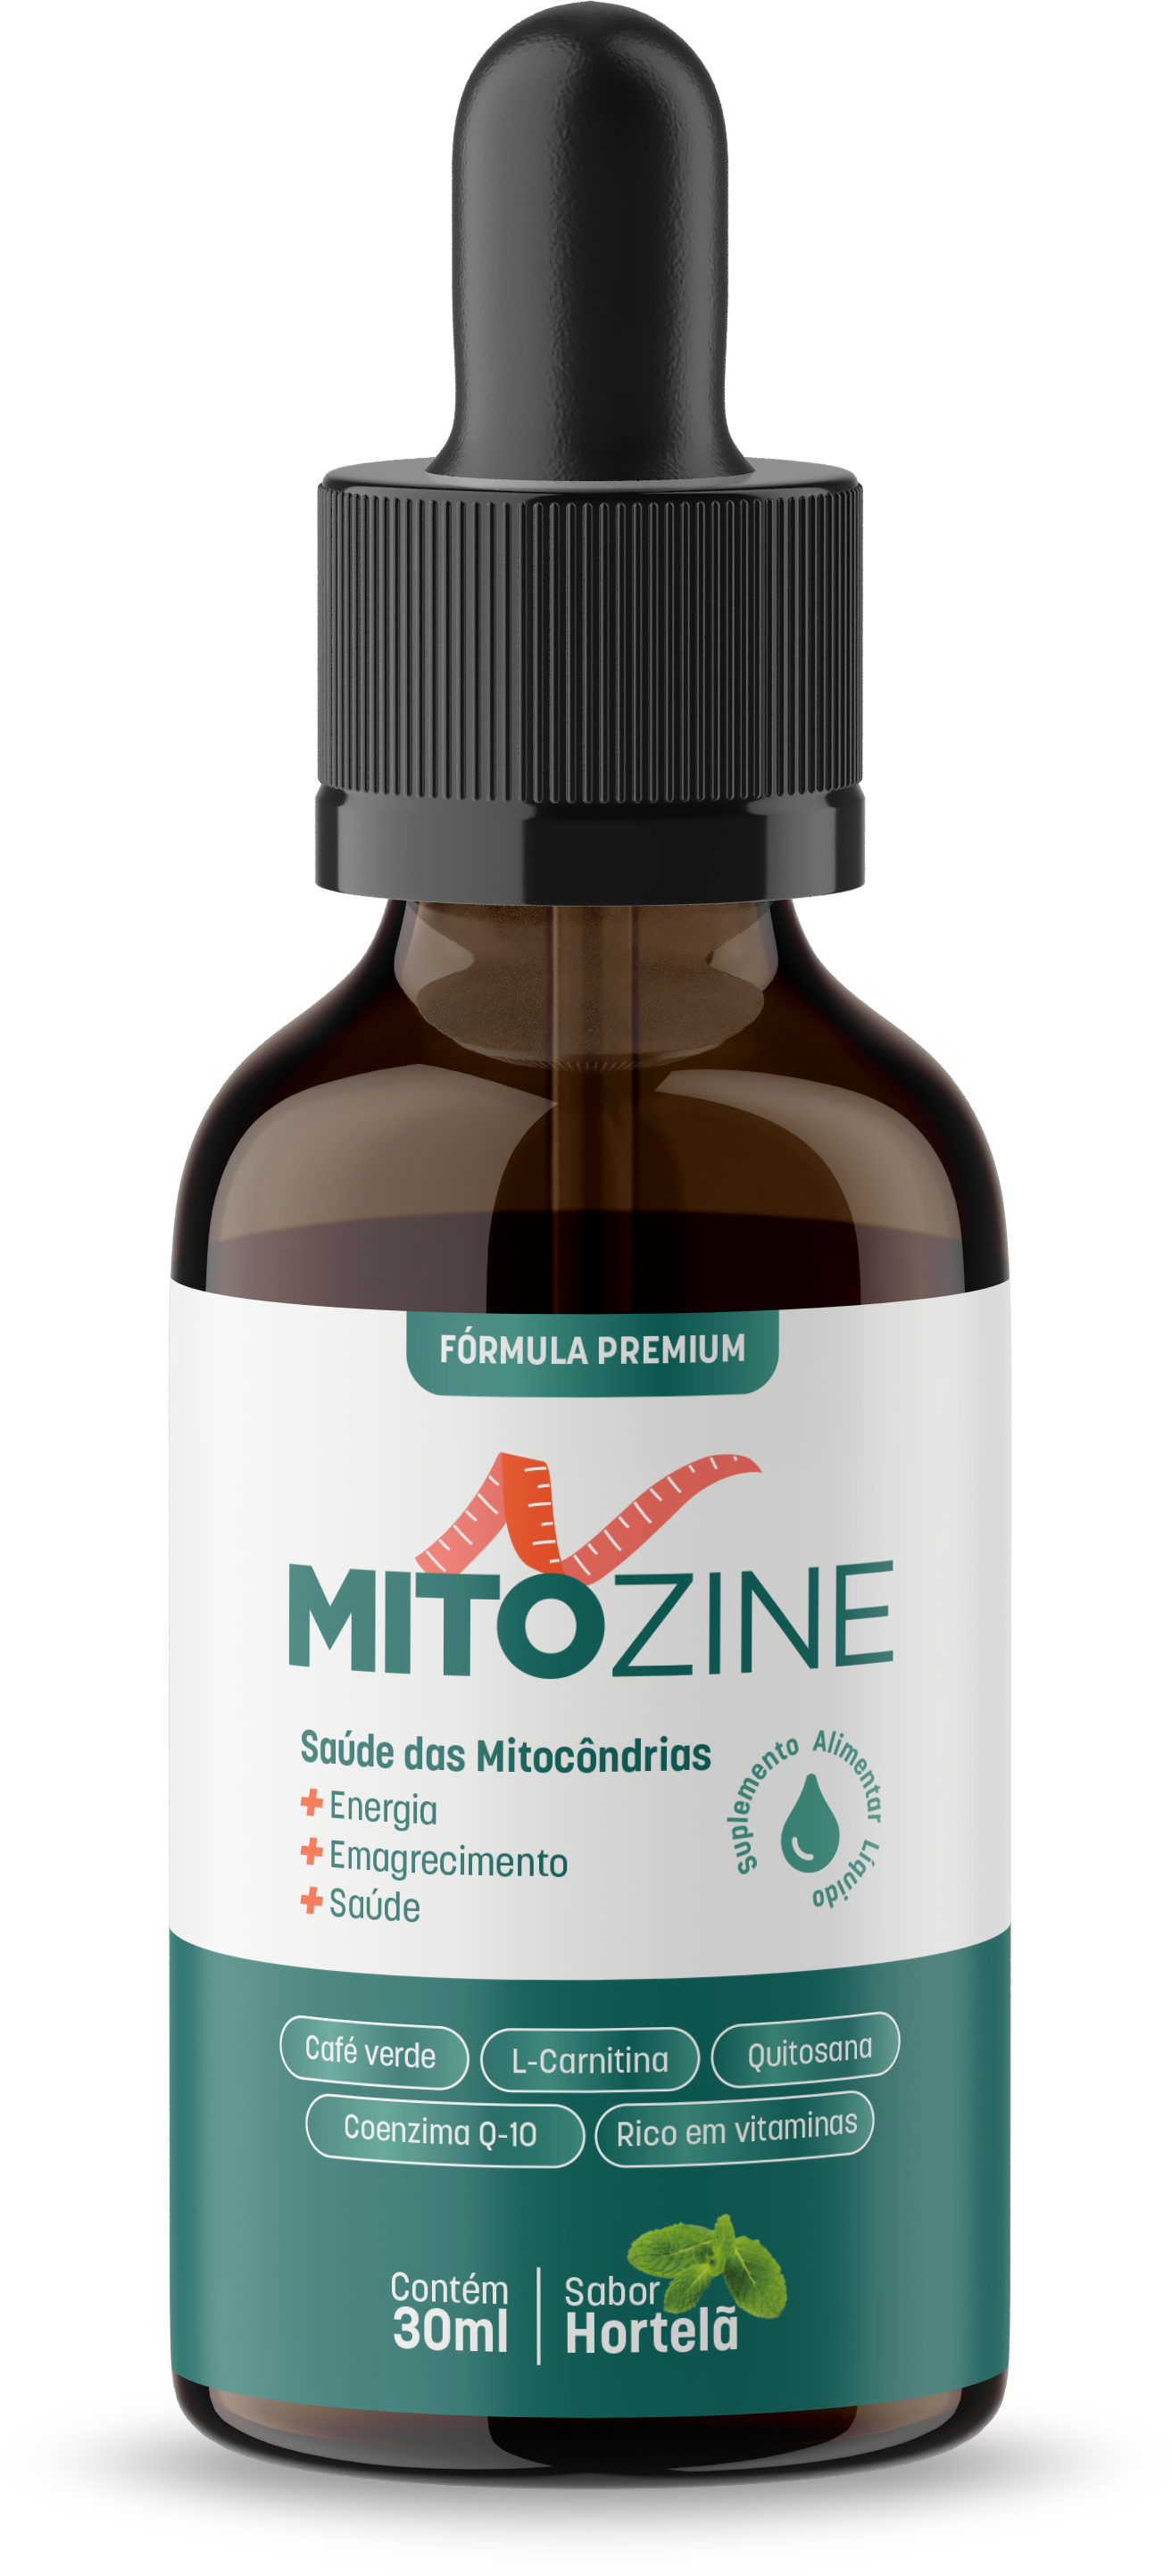 FÓRMULA PREMIUM
MITOZINE
Saúde das Mitocôndrias
+ Energia
+ Emagrecimento
+ Saúde
Suplemento Alimentar Líquido
Café verde
L-Carnitina
Quitosana
Coenzima Q-10
Rico em vitaminas
Contém
30ml
Sabor
Hortelã